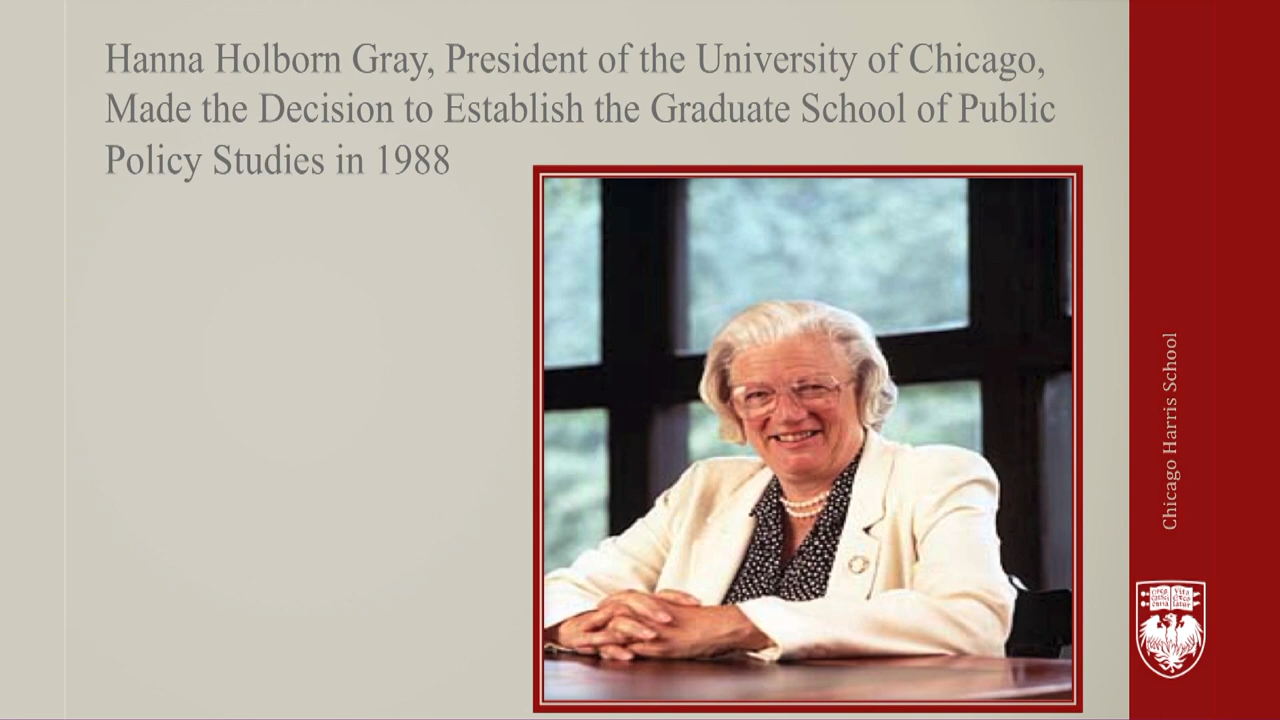 Hanna Holborn Gray, President of the University of Chicago,
Made the Decision to Establish the Graduate School of Public
Policy Studies in 1988
Chicago Harris School